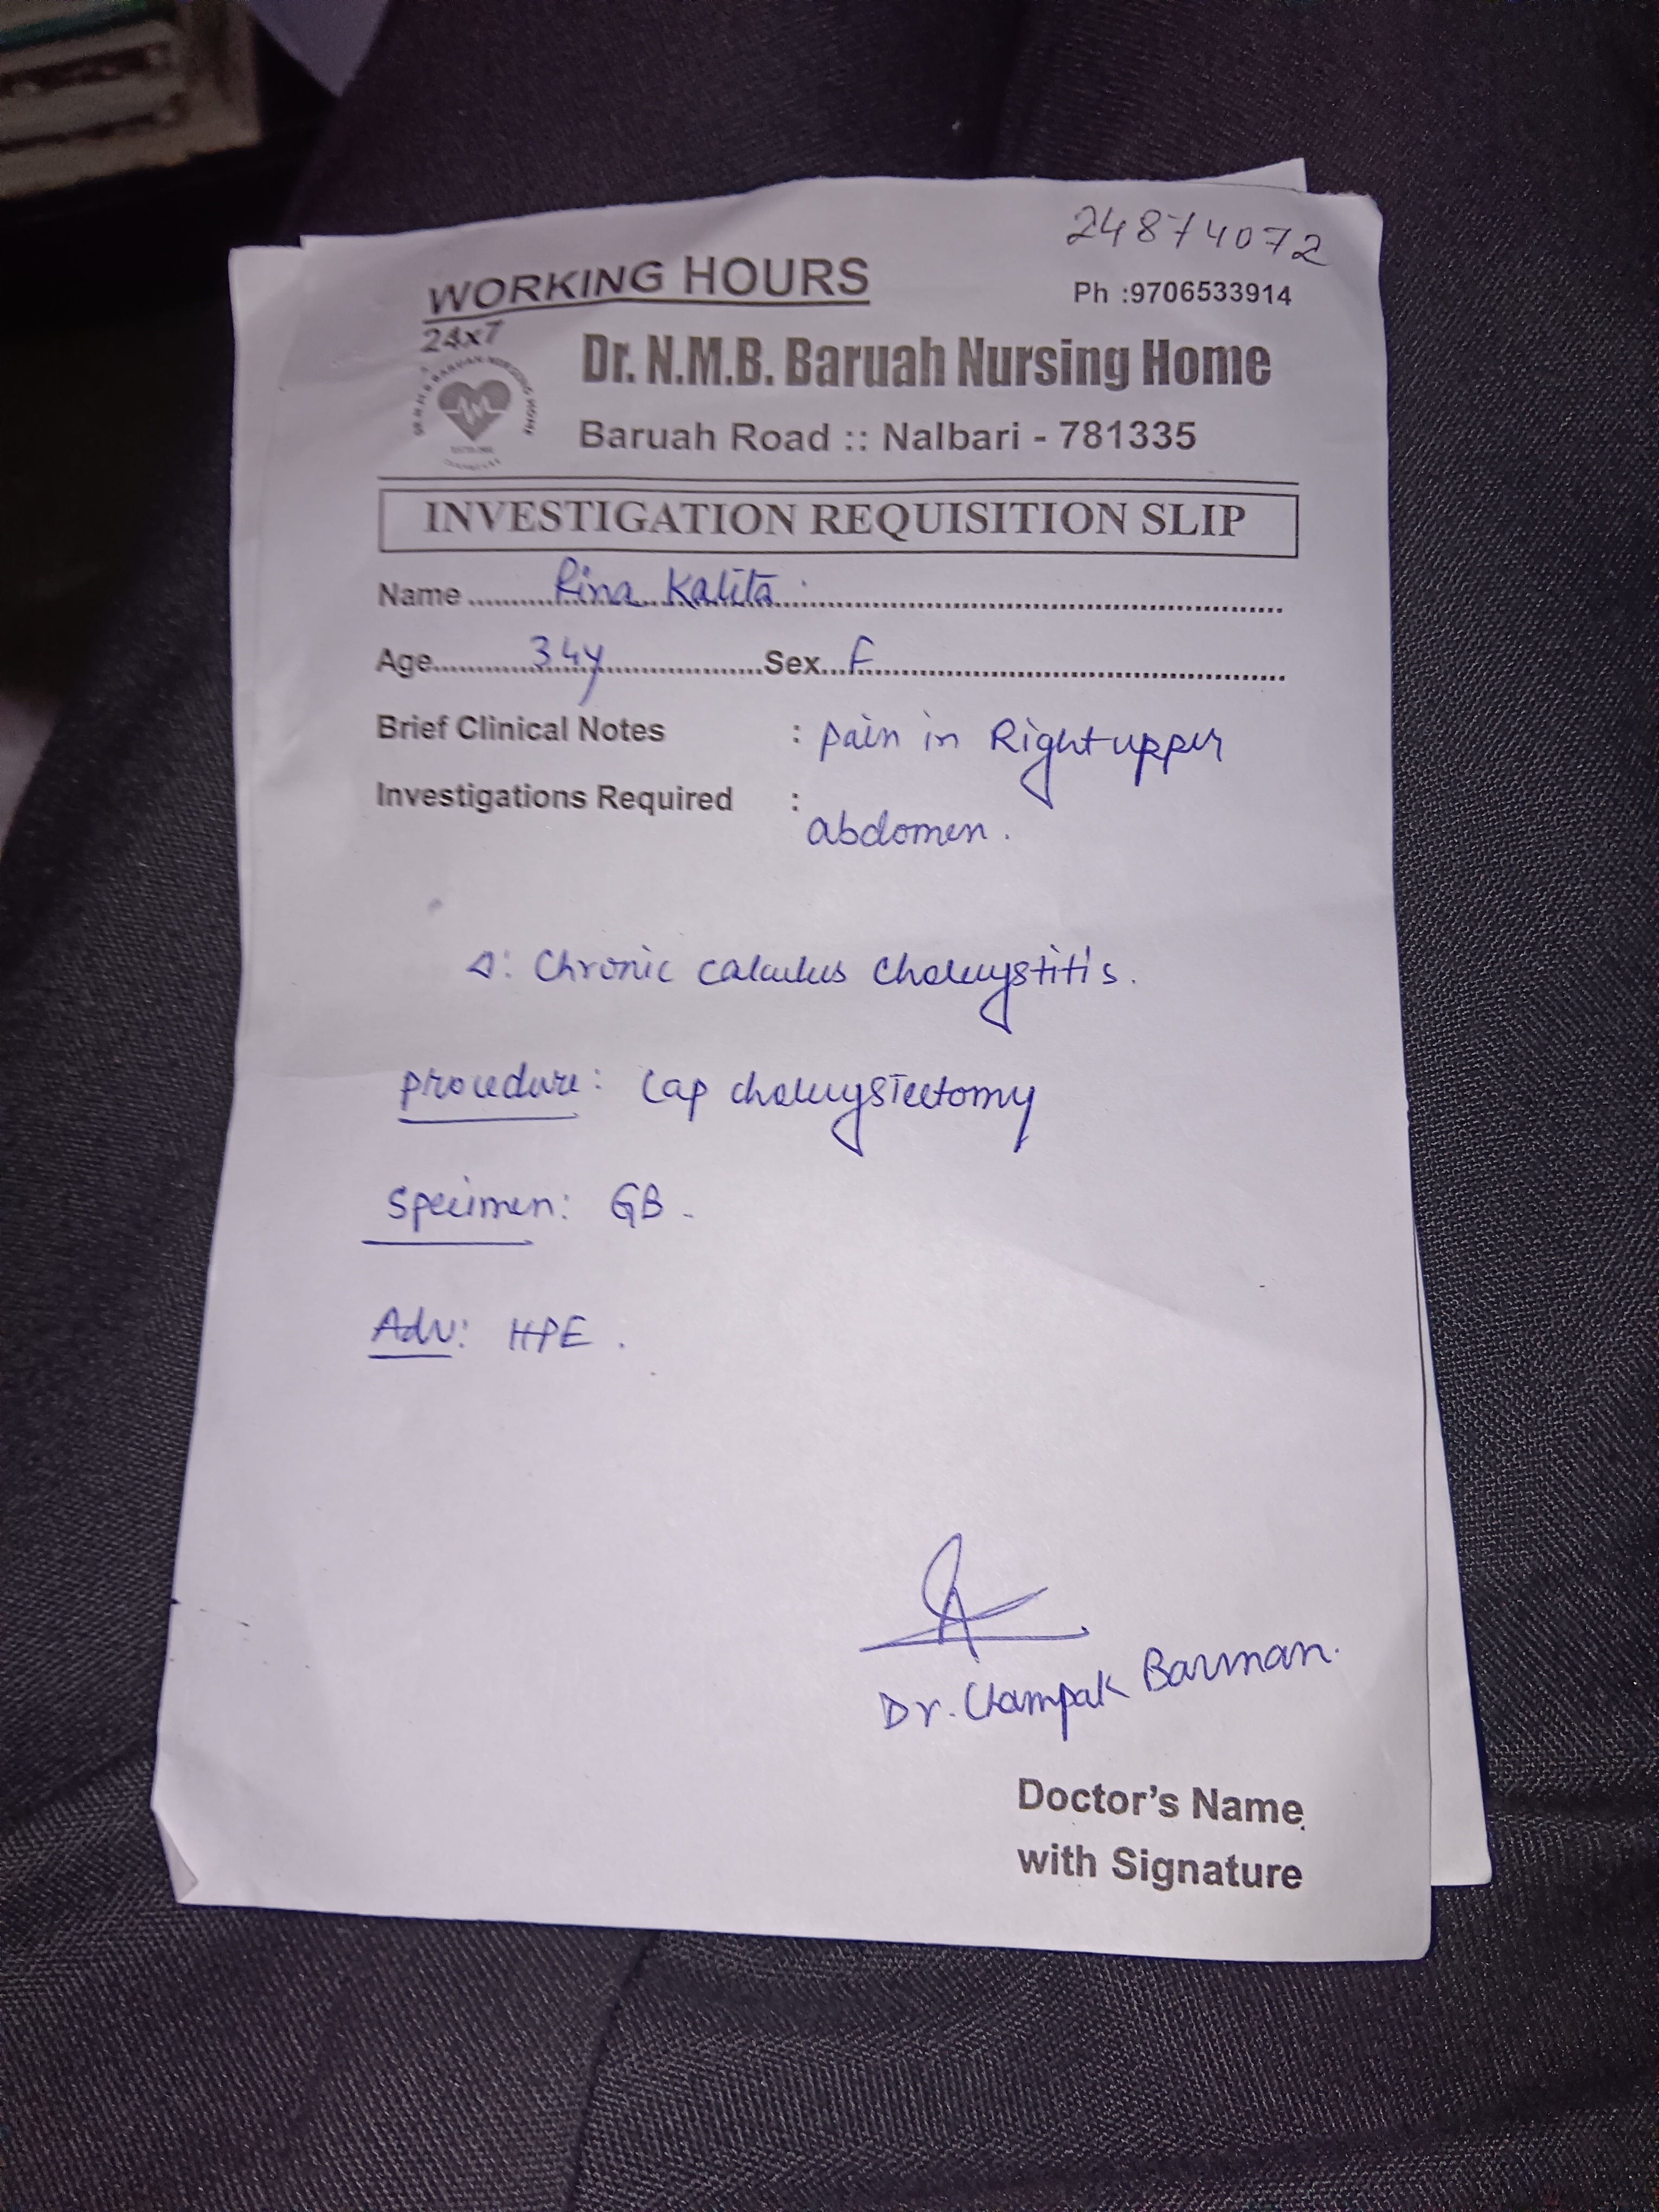 24874072
WORKING HOURS
24x7
Ph :9706533914
Dr. N.M.B. Baruah Nursing Home
Baruah Road :: Nalbari - 781335
INVESTIGATION REQUISITION SLIP
Name Rina Kalita
Age 34y Sex F
Brief Clinical Notes : pain in Right upper
Investigations Required :
abdomen.
Δ: Chronic calculus cholecystitis.
procedure: Lap cholecystectomy
Specimen: GB.
Adv: HPE.
Dr. Champak Barman.
Doctor's Name
with Signature